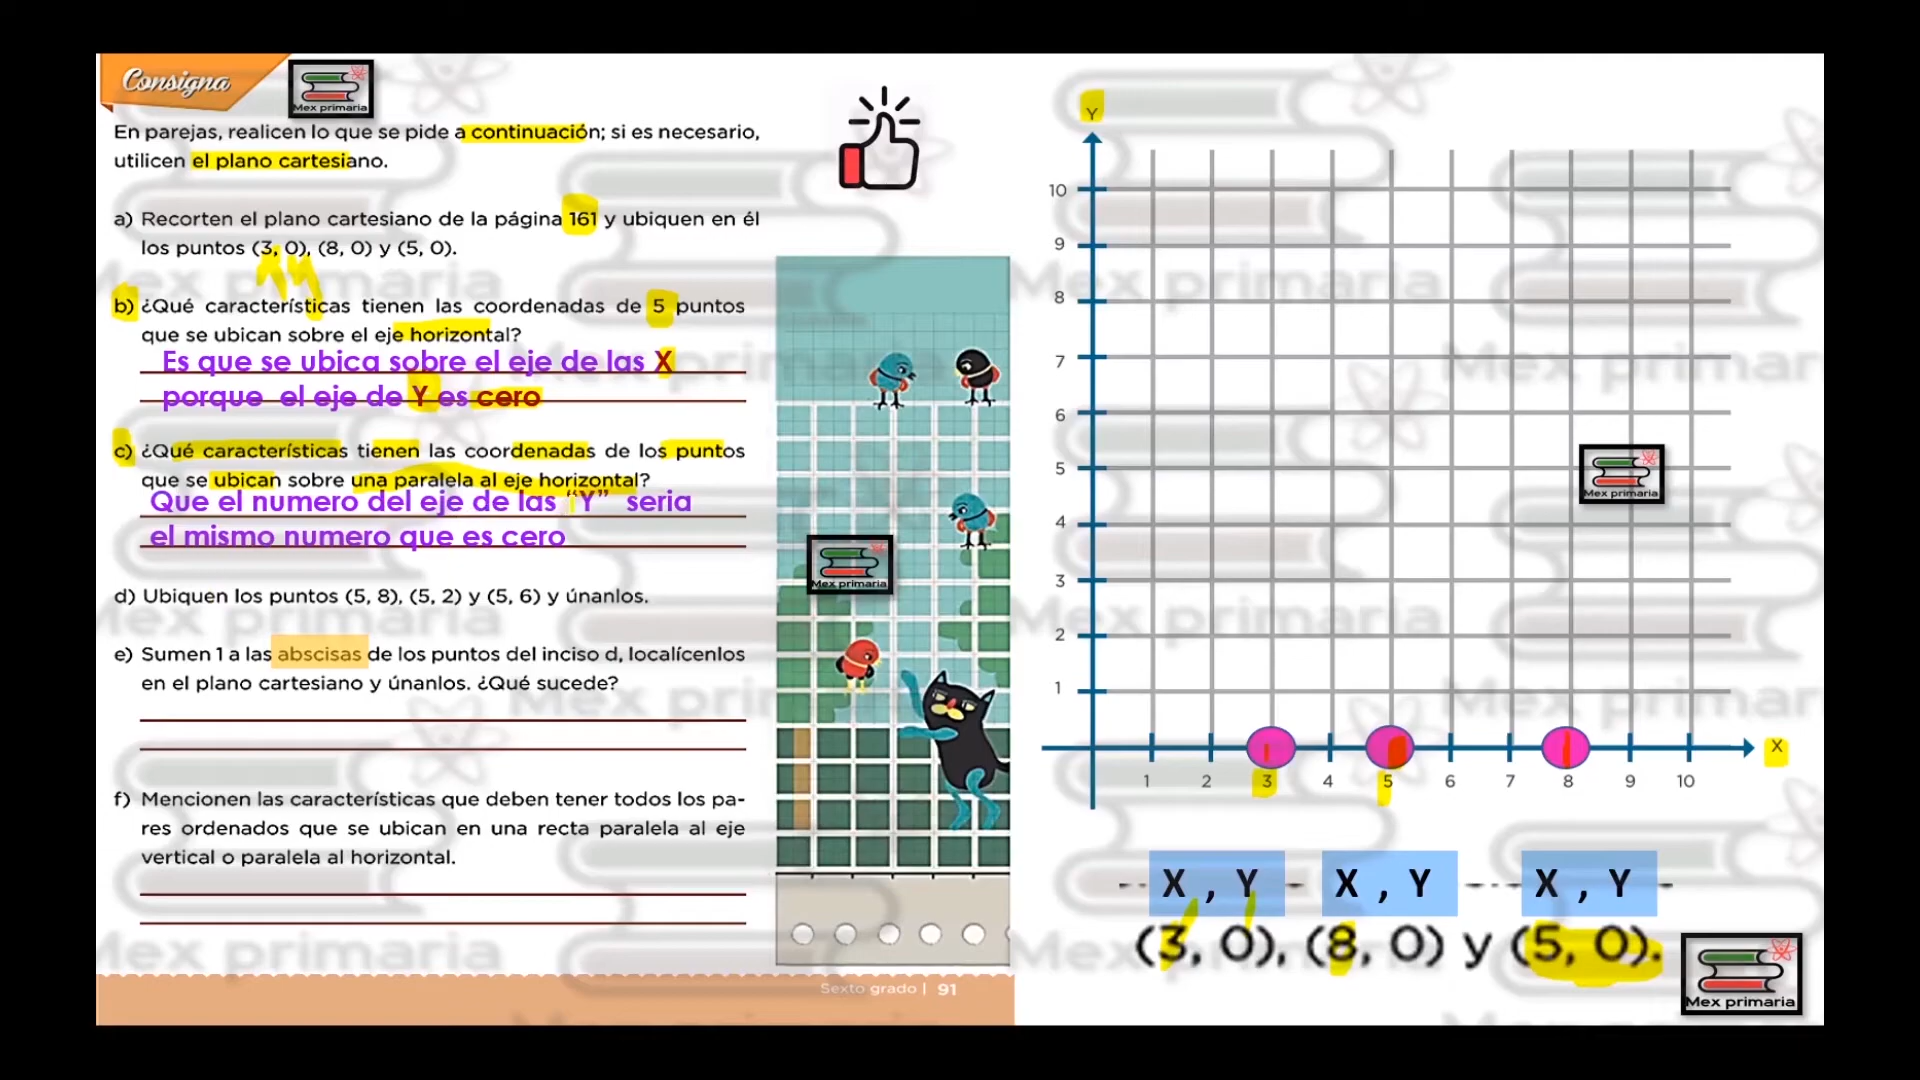 Consigna
Mex primaria
En parejas, realicen lo que se pide a continuación; si es necesario,
utilicen el plano cartesiano.
a) Recorten el plano cartesiano de la página 161 y ubiquen en él
los puntos (3, 0), (8, 0) y (5, 0).
b) ¿Qué características tienen las coordenadas de 5 puntos
que se ubican sobre el eje horizontal?
Es que se ubica sobre el eje de las X
porque el eje de Y es cero
c) ¿Qué características tienen las coordenadas de los puntos
que se ubican sobre una paralela al eje horizontal?
Que el numero del eje de las “Y” seria
el mismo numero que es cero
d) Ubiquen los puntos (5, 8), (5, 2) y (5, 6) y únanlos.
e) Sumen 1 a las abscisas de los puntos del inciso d, localícenlos
en el plano cartesiano y únanlos. ¿Qué sucede?
f) Mencionen las características que deben tener todos los pa-
res ordenados que se ubican en una recta paralela al eje
vertical o paralela al horizontal.
Mex primaria
Sexto grado | 91
Y
10
9
8
7
6
5
4
3
2
1
X
1 2 3 4 5 6 7 8 9 10
Mex primaria
X , Y X , Y X , Y
(3, 0), (8, 0) y (5, 0).
Mex primaria